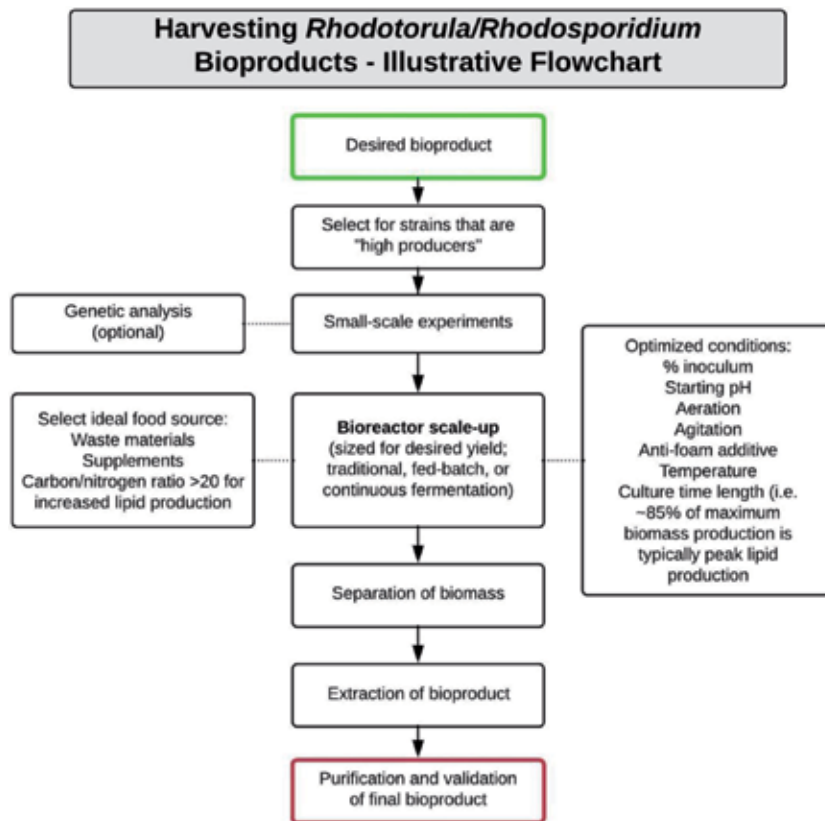 Harvesting Rhodotorula/Rhodosporidium
Bioproducts - Illustrative Flowchart
Desired bioproduct
Select for strains that are
"high producers"
Genetic analysis
(optional)
Small-scale experiments
Select ideal food source:
Waste materials
Supplements
Carbon/nitrogen ratio >20 for
increased lipid production
Bioreactor scale-up
(sized for desired yield;
traditional, fed-batch, or
continuous fermentation)
Optimized conditions:
% inoculum
Starting pH
Aeration
Agitation
Anti-foam additive
Temperature
Culture time length (i.e.
~85% of maximum
biomass production is
typically peak lipid
production
Separation of biomass
Extraction of bioproduct
Purification and validation
of final bioproduct